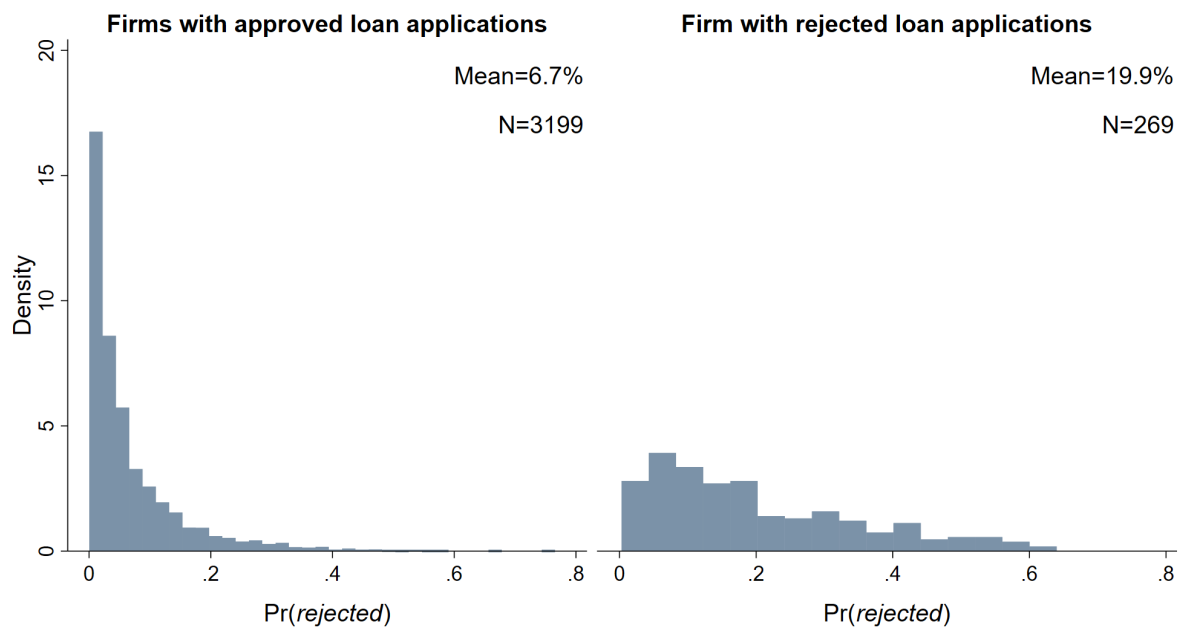 Firms with approved loan applications
Mean=6.7%
N=3199
Density
20
15
10
5
0
0 .2 .4 .6 .8
Pr(rejected)
Firm with rejected loan applications
Mean=19.9%
N=269
0 .2 .4 .6 .8
Pr(rejected)